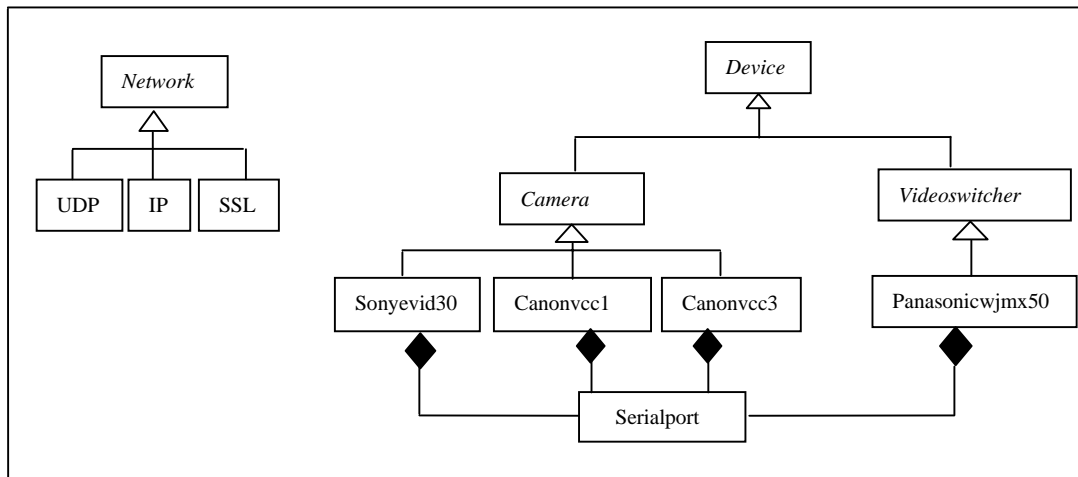 Network
UDP
IP
SSL
Device
Camera
Videoswitcher
Sonyevid30
Canonvcc1
Canonvcc3
Panasonicwjmx50
Serialport